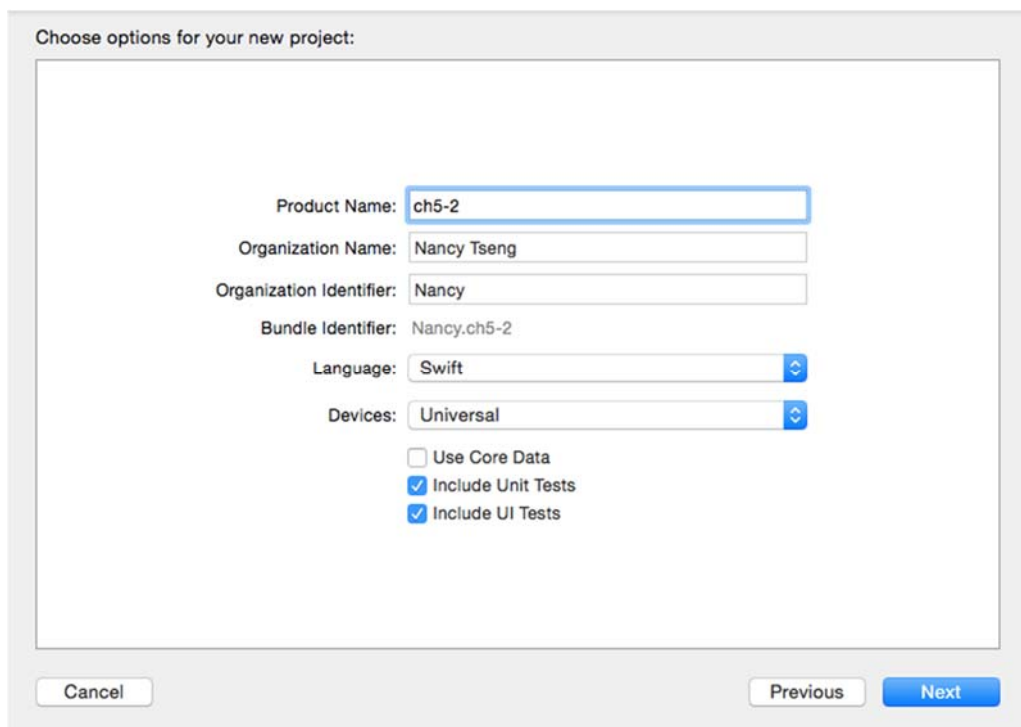 Choose options for your new project:
Product Name: ch5-2
Organization Name: Nancy Tseng
Organization Identifier: Nancy
Bundle Identifier: Nancy.ch5-2
Language: Swift
Devices: Universal
Use Core Data
Include Unit Tests
Include UI Tests
Cancel Previous Next